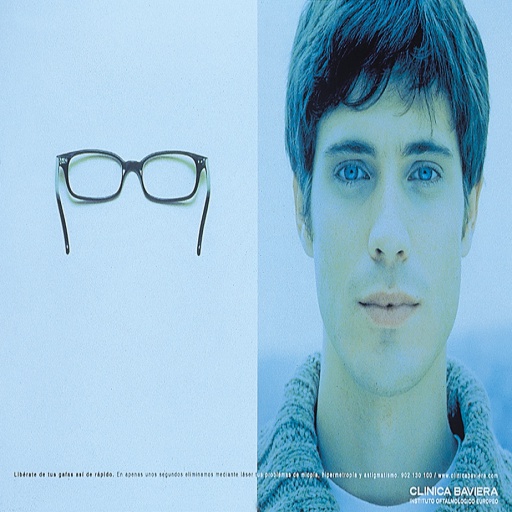 Libérate de tus gafas así de rápido. En apenas unos segundos eliminamos mediante láser los problemas de miopía, hipermetropía y astigmatismo. 902 130 100 / www.clinicabaviera.com
CLINICA BAVIERA
INSTITUTO OFTALMOLÓGICO EUROPEO